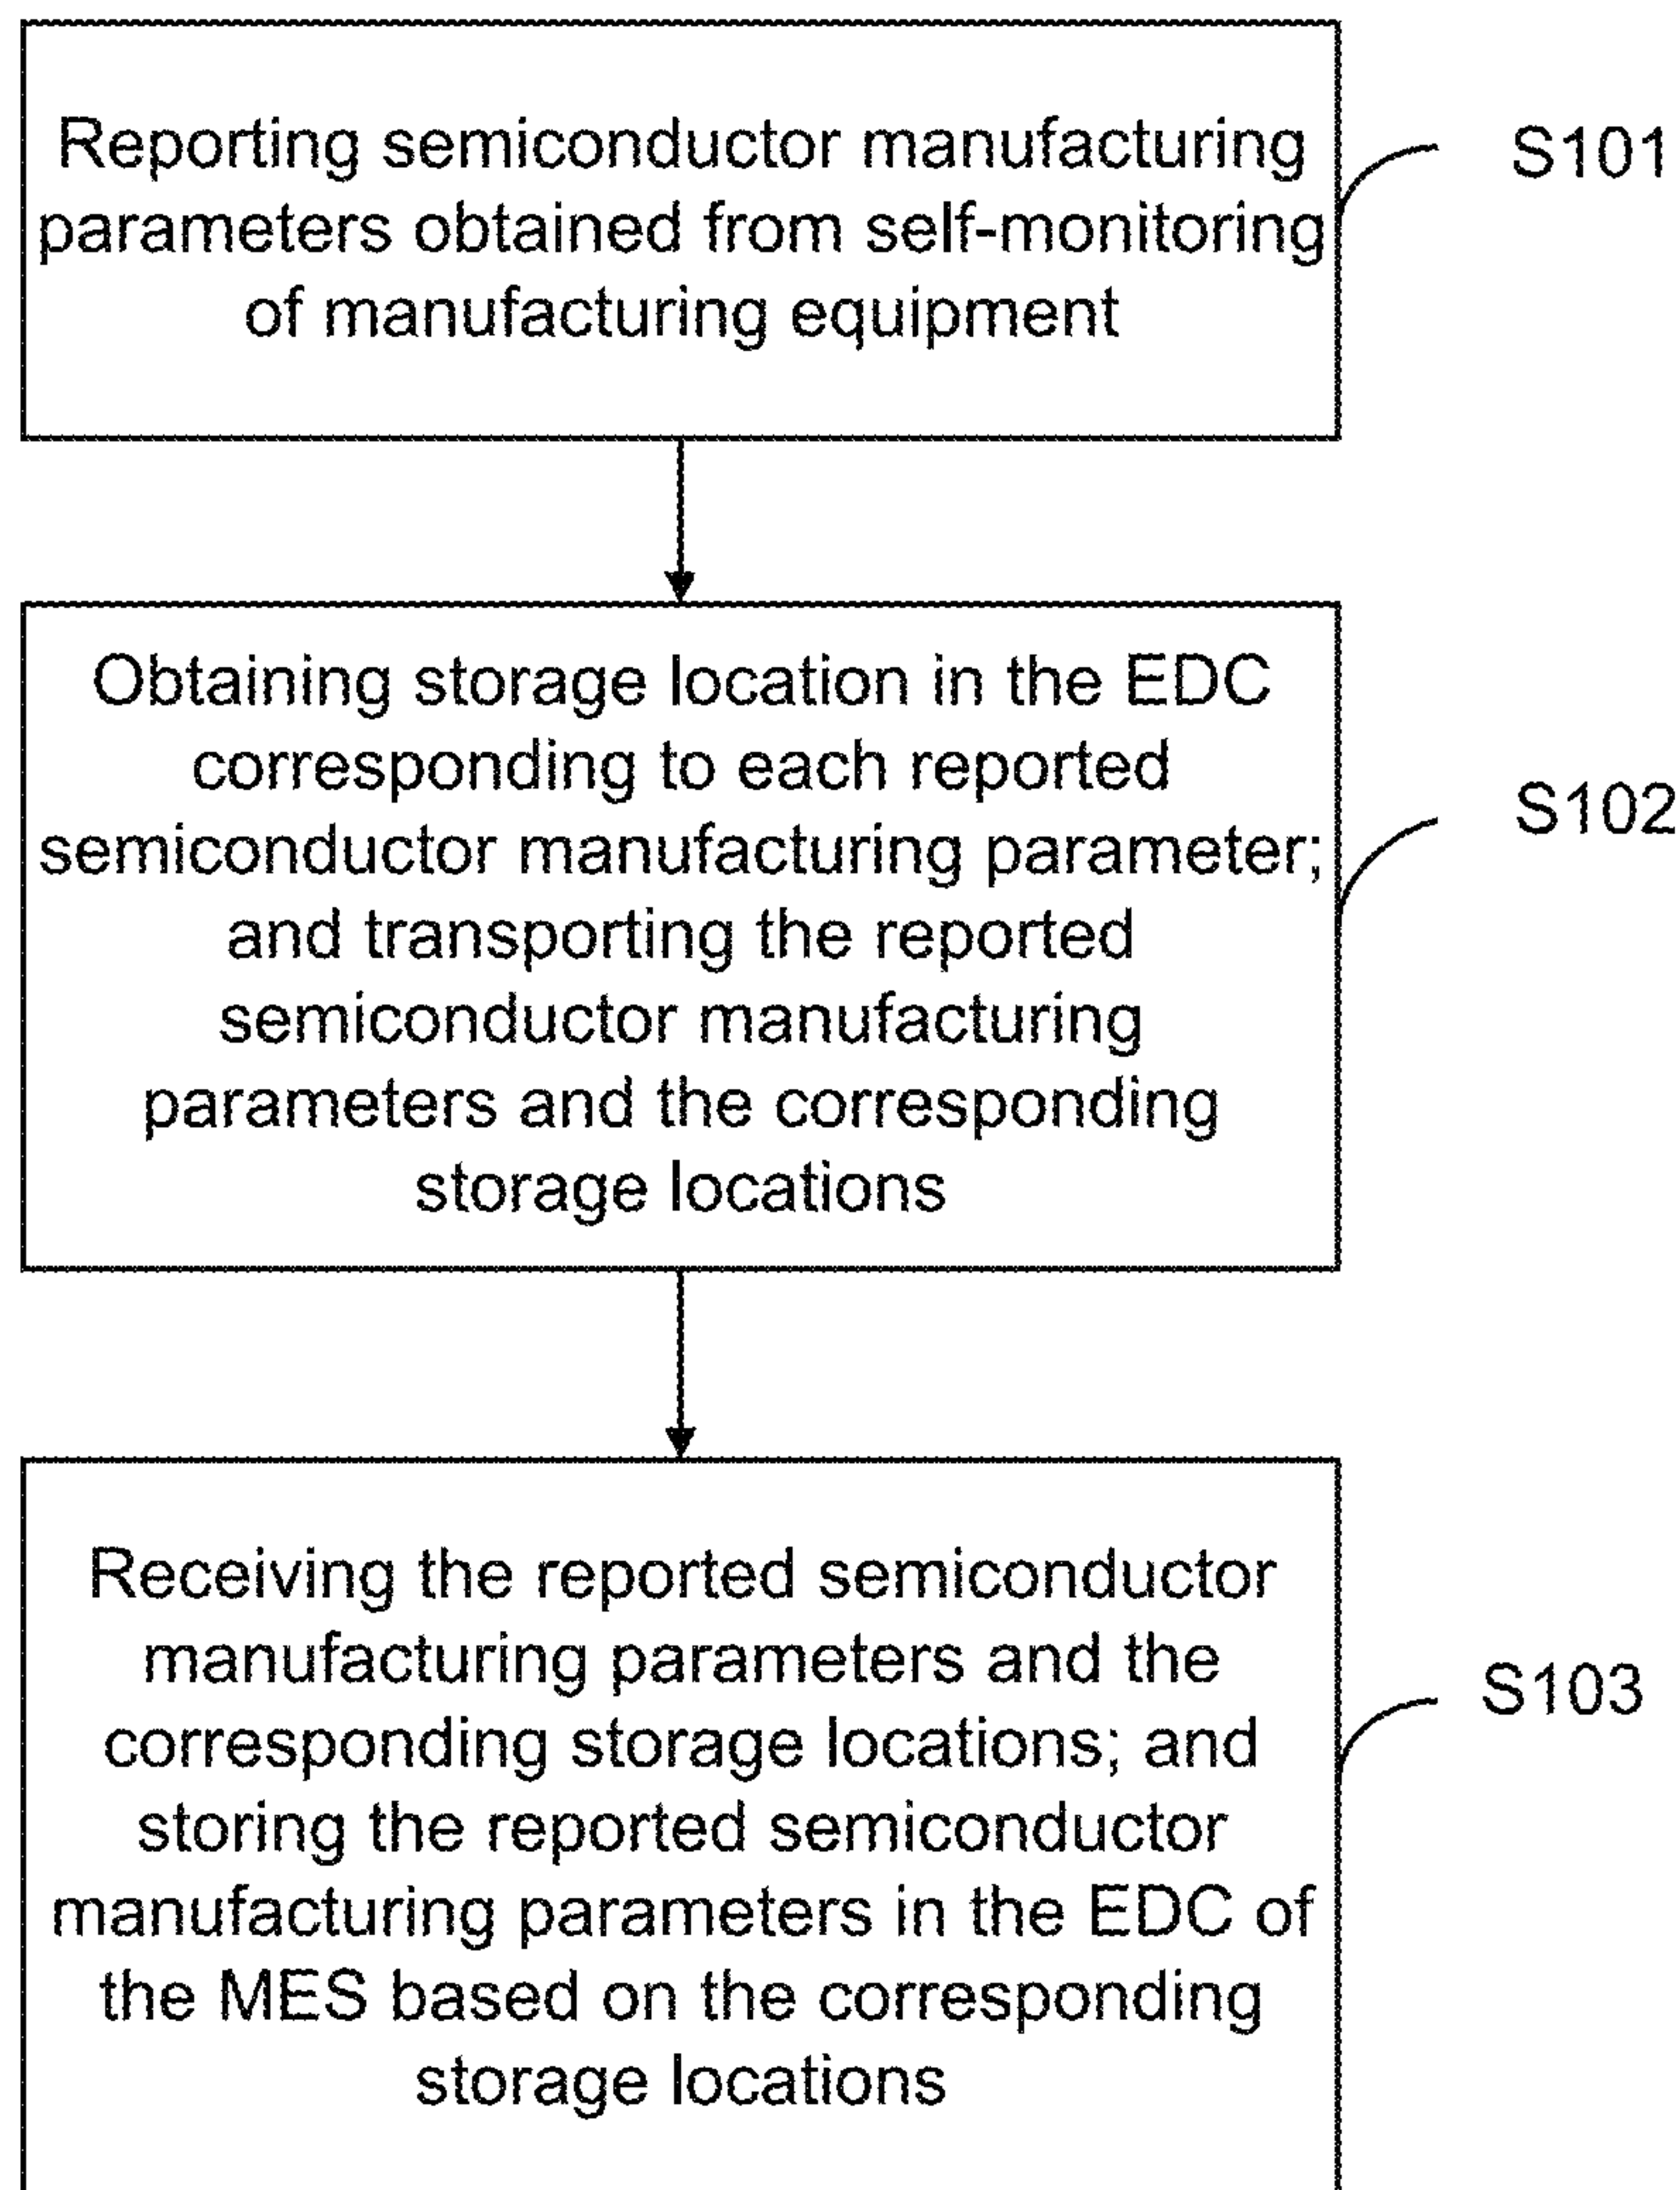 Reporting semiconductor manufacturing
parameters obtained from self-monitoring
of manufacturing equipment
S101
Obtaining storage location in the EDC
corresponding to each reported
semiconductor manufacturing parameter;
and transporting the reported
semiconductor manufacturing
parameters and the corresponding
storage locations
S102
Receiving the reported semiconductor
manufacturing parameters and the
corresponding storage locations; and
storing the reported semiconductor
manufacturing parameters in the EDC of
the MES based on the corresponding
storage locations
S103